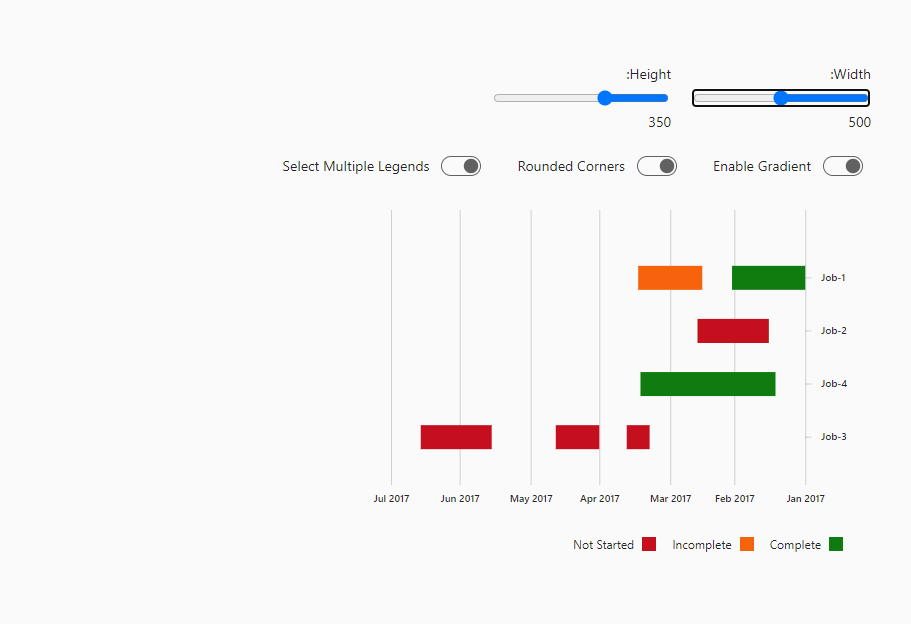 :Height
:Width
350
500
Select Multiple Legends
Rounded Corners
Enable Gradient
Job-1
Job-2
Job-4
Job-3
Jul 2017
Jun 2017
May 2017
Apr 2017
Mar 2017
Feb 2017
Jan 2017
Not Started
Incomplete
Complete